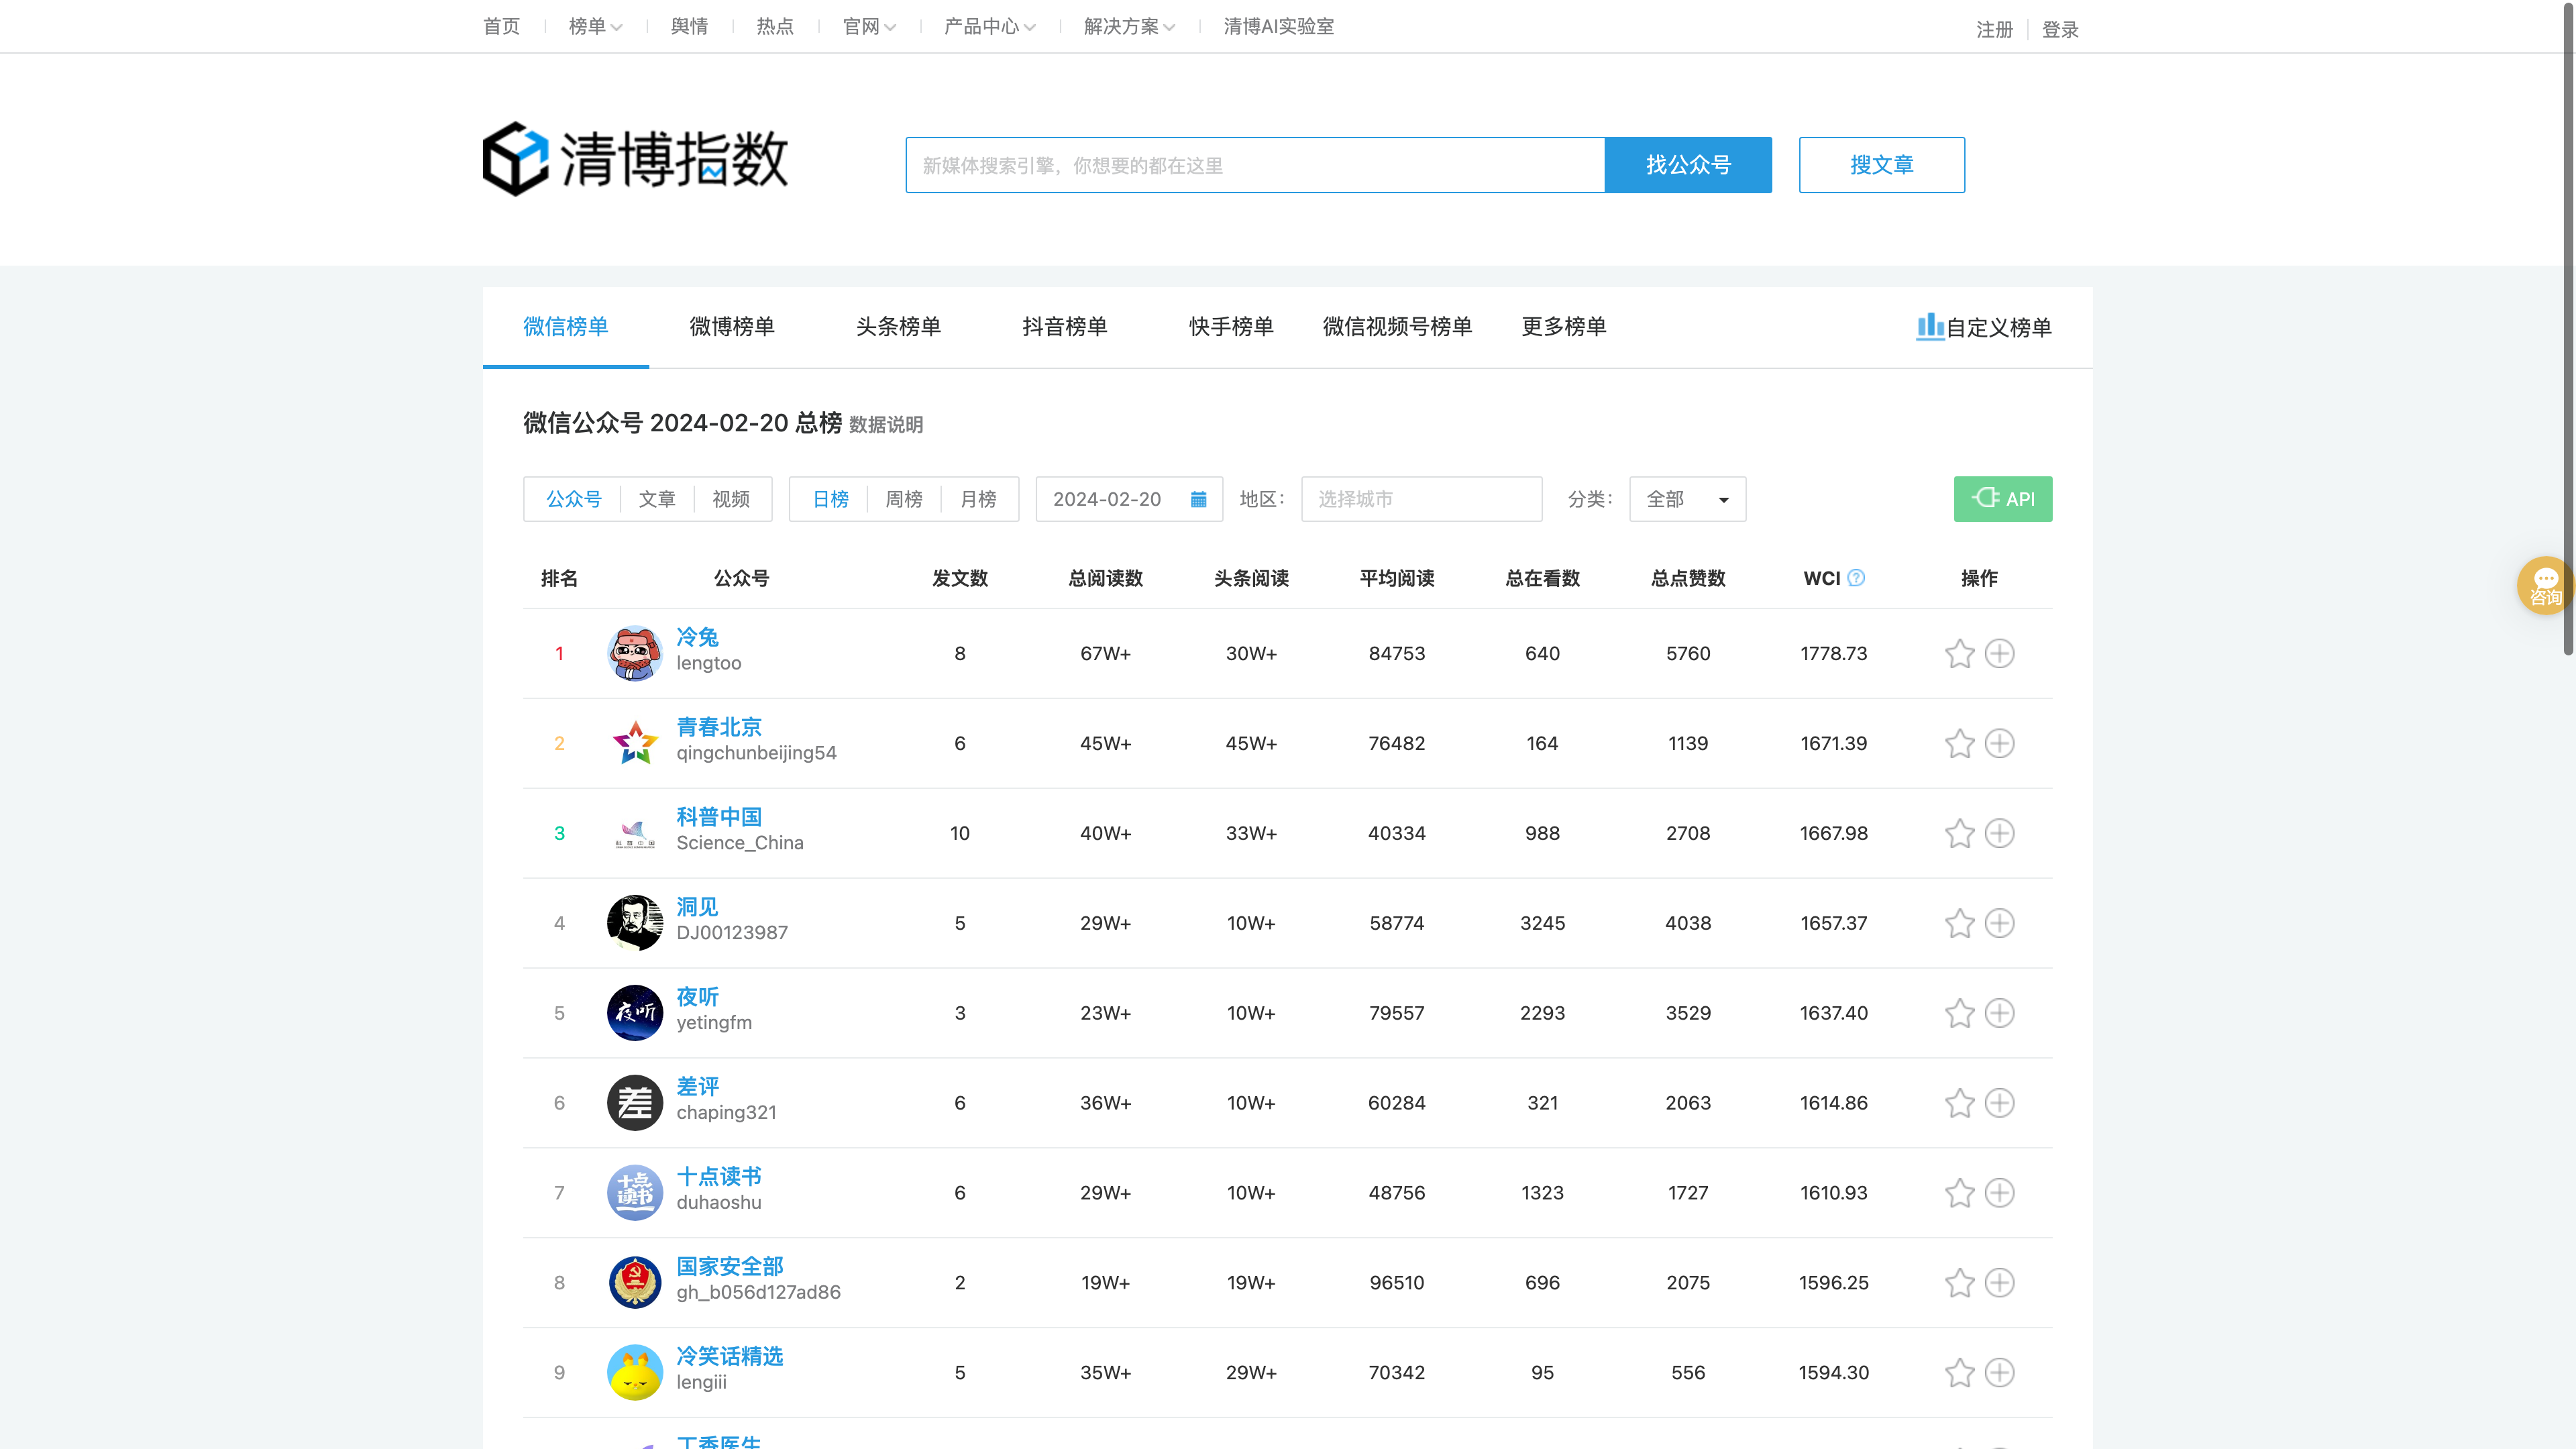 首页 榜单 舆情 热点 官网 产品中心 解决方案 清博AI实验室 注册 登录
清博指数
新媒体搜索引擎，你想要的都在这里 找公众号 搜文章
微信榜单 微博榜单 头条榜单 抖音榜单 快手榜单 微信视频号榜单 更多榜单 自定义榜单
微信公众号 2024-02-20 总榜 数据说明
公众号 文章 视频 日榜 周榜 月榜 2024-02-20 地区： 选择城市 分类： 全部 API
咨询
排名 公众号 发文数 总阅读数 头条阅读 平均阅读 总在看数 总点赞数 WCI ? 操作
1 冷兔 8 67W+ 30W+ 84753 640 5760 1778.73
lengtoo
2 青春北京 6 45W+ 45W+ 76482 164 1139 1671.39
qingchunbeijing54
3 科普中国 10 40W+ 33W+ 40334 988 2708 1667.98
科普中国 Science_China
4 洞见 5 29W+ 10W+ 58774 3245 4038 1657.37
DJ00123987
5 夜听 夜听 3 23W+ 10W+ 79557 2293 3529 1637.40
yetingfm
6 差 差评 6 36W+ 10W+ 60284 321 2063 1614.86
chaping321
7 十点读书 十点读书 6 29W+ 10W+ 48756 1323 1727 1610.93
duhaoshu
8 国家安全部 2 19W+ 19W+ 96510 696 2075 1596.25
gh_b056d127ad86
9 冷笑话精选 5 35W+ 29W+ 70342 95 556 1594.30
lengiii
丁香医生